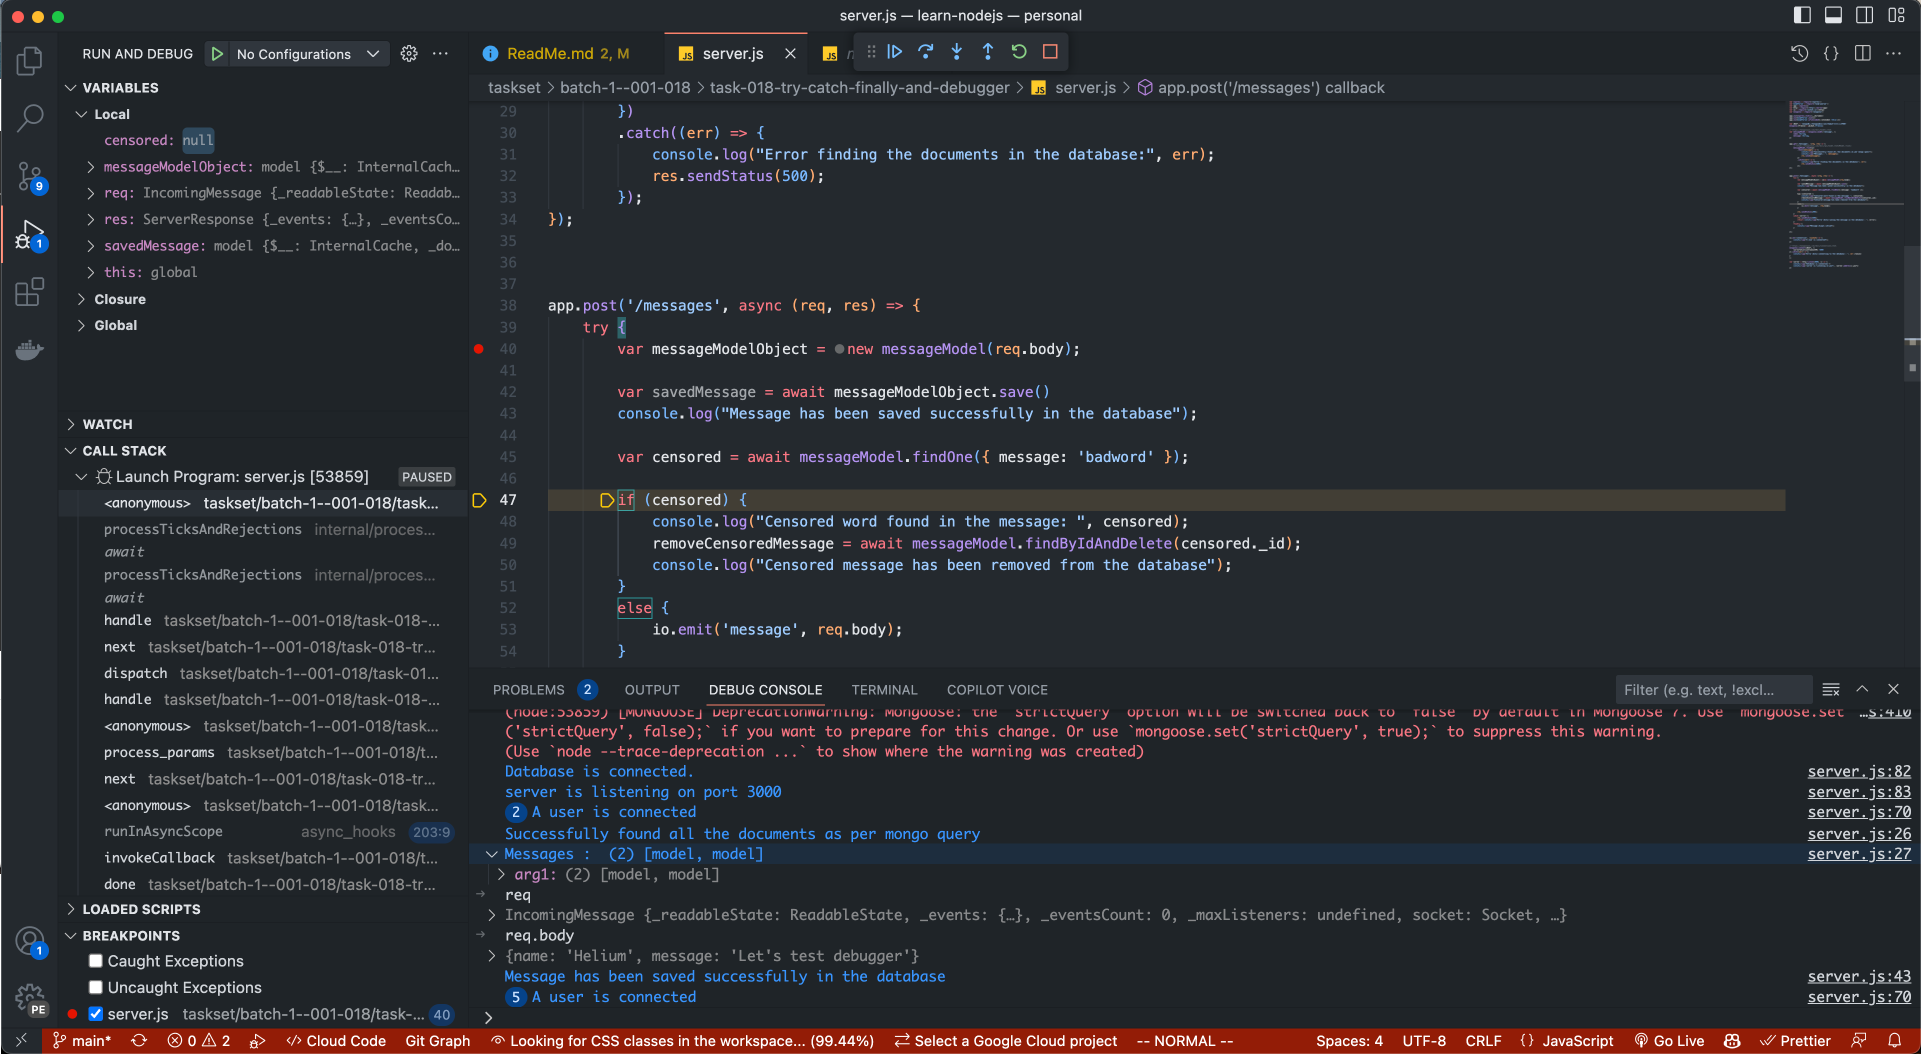 server.js — learn-nodejs — personal
RUN AND DEBUG
No Configurations
ReadMe.md 2, M
server.js
taskset > batch-1--001-018 > task-018-try-catch-finally-and-debugger > JS server.js > app.post('/messages') callback
VARIABLES
Local
censored: null
messageModelObject: model {$__: InternalCache…
req: IncomingMessage {_readableState: Readab…
res: ServerResponse {_events: {…}, _eventsCo…
savedMessage: model {$__: InternalCache, _do…
this: global
Closure
Global
WATCH
CALL STACK
Launch Program: server.js [53859] PAUSED
<anonymous> taskset/batch-1--001-018/task...
processTicksAndRejections internal/proces...
await
processTicksAndRejections internal/proces...
await
handle taskset/batch-1--001-018/task-018-...
next taskset/batch-1--001-018/task-018-tr...
dispatch taskset/batch-1--001-018/task-01...
handle taskset/batch-1--001-018/task-018-...
<anonymous> taskset/batch-1--001-018/task...
process_params taskset/batch-1--001-018/t...
next taskset/batch-1--001-018/task-018-tr...
<anonymous> taskset/batch-1--001-018/task...
runInAsyncScope async_hooks 203:9
invokeCallback taskset/batch-1--001-018/t...
done taskset/batch-1--001-018/task-018-tr...
LOADED SCRIPTS
BREAKPOINTS
Caught Exceptions
Uncaught Exceptions
server.js taskset/batch-1--001-018/task-... 40
9
1
1
PE
29 })
30 .catch((err) => {
31 console.log("Error finding the documents in the database:", err);
32 res.sendStatus(500);
33 });
34 });
35
36
37
38 app.post('/messages', async (req, res) => {
39 try {
40 var messageModelObject = new messageModel(req.body);
41
42 var savedMessage = await messageModelObject.save()
43 console.log("Message has been saved successfully in the database");
44
45 var censored = await messageModel.findOne({ message: 'badword' });
46
47 if (censored) {
48 console.log("Censored word found in the message: ", censored);
49 removeCensoredMessage = await messageModel.findByIdAndDelete(censored._id);
50 console.log("Censored message has been removed from the database");
51 }
52 else {
53 io.emit('message', req.body);
54 }
PROBLEMS 2 OUTPUT DEBUG CONSOLE TERMINAL COPILOT VOICE
Filter (e.g. text, !excl...
(node:53859) [MONGOOSE] DeprecationWarning: Mongoose: the `strictQuery` option will be switched back to `false` by default in Mongoose 7. Use `mongoose.set …s:410
('strictQuery', false);` if you want to prepare for this change. Or use `mongoose.set('strictQuery', true);` to suppress this warning.
(Use `node --trace-deprecation ...` to show where the warning was created)
Database is connected. server.js:82
server is listening on port 3000 server.js:83
2 A user is connected server.js:70
Successfully found all the documents as per mongo query server.js:26
Messages : (2) [model, model] server.js:27
arg1: (2) [model, model]
req
IncomingMessage {_readableState: ReadableState, _events: {…}, _eventsCount: 0, _maxListeners: undefined, socket: Socket, …}
req.body
{name: 'Helium', message: 'Let's test debugger'}
Message has been saved successfully in the database server.js:43
5 A user is connected server.js:70
main* 0 2 Cloud Code Git Graph Looking for CSS classes in the workspace... (99.44%) Select a Google Cloud project -- NORMAL -- Spaces: 4 UTF-8 CRLF {} JavaScript Go Live Prettier